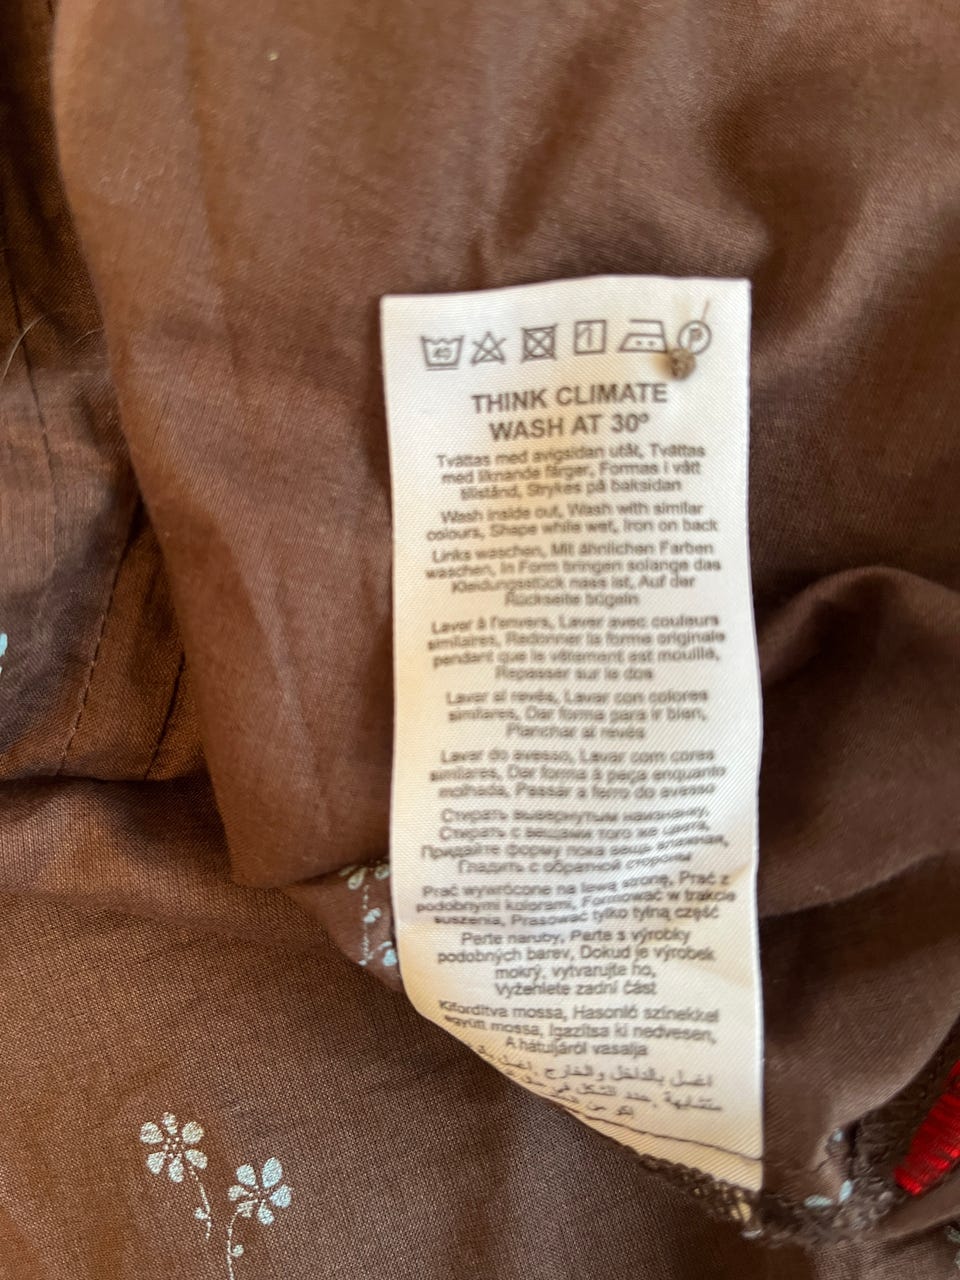 40 1 P
THINK CLIMATE
WASH AT 30º
Tvättas med avigsidan utåt, Tvättas
med liknande färger, Formas i vått
tillstånd, Strykes på baksidan
Wash inside out, Wash with similar
colours, Shape while wet, Iron on back
Links waschen, Mit ähnlichen Farben
waschen, In Form bringen solange das
Kleidungsstück nass ist, Auf der
Rückseite bügeln
Laver à l'envers, Laver avec couleurs
similaires, Redonner la forme originale
pendant que le vêtement est mouillé,
Repasser sur le dos
Lavar al revés, Lavar con colores
similares, Dar forma para ir bien,
Planchar al revés
Lavar do avesso, Lavar com cores
similares, Dar forma à peça enquanto
molhada, Passar a ferro do avesso
Стирать вывернутым наизнанку,
Стирать с вещами того же цвета,
Придайте форму пока вещь влажная,
Гладить с обратной стороны
Prać wywrócone na lewą stronę, Prać z
podobnymi kolorami, Formować w trakcie
suszenia, Prasować tylko tylną część
Perte naruby, Perte s výrobky
podobných barev, Dokud je výrobek
mokrý, vytvarujte ho,
Vyžehlete zadní část
Kifordítva mossa, Hasonló színekkel
együtt mossa, Igazítsa ki nedvesen,
A hátuljáról vasalja
اغسل بالداخل والخارج, اغسل
متشابهة, حدد الشكل في